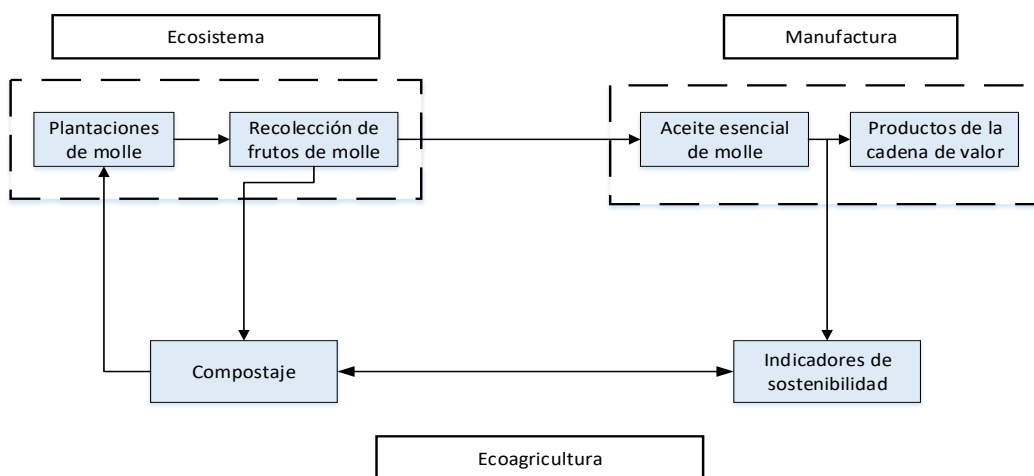 Ecosistema
Manufactura
Plantaciones
de molle
Recolección de
frutos de molle
Aceite esencial
de molle
Productos de la
cadena de valor
Compostaje
Indicadores de
sostenibilidad
Ecoagricultura